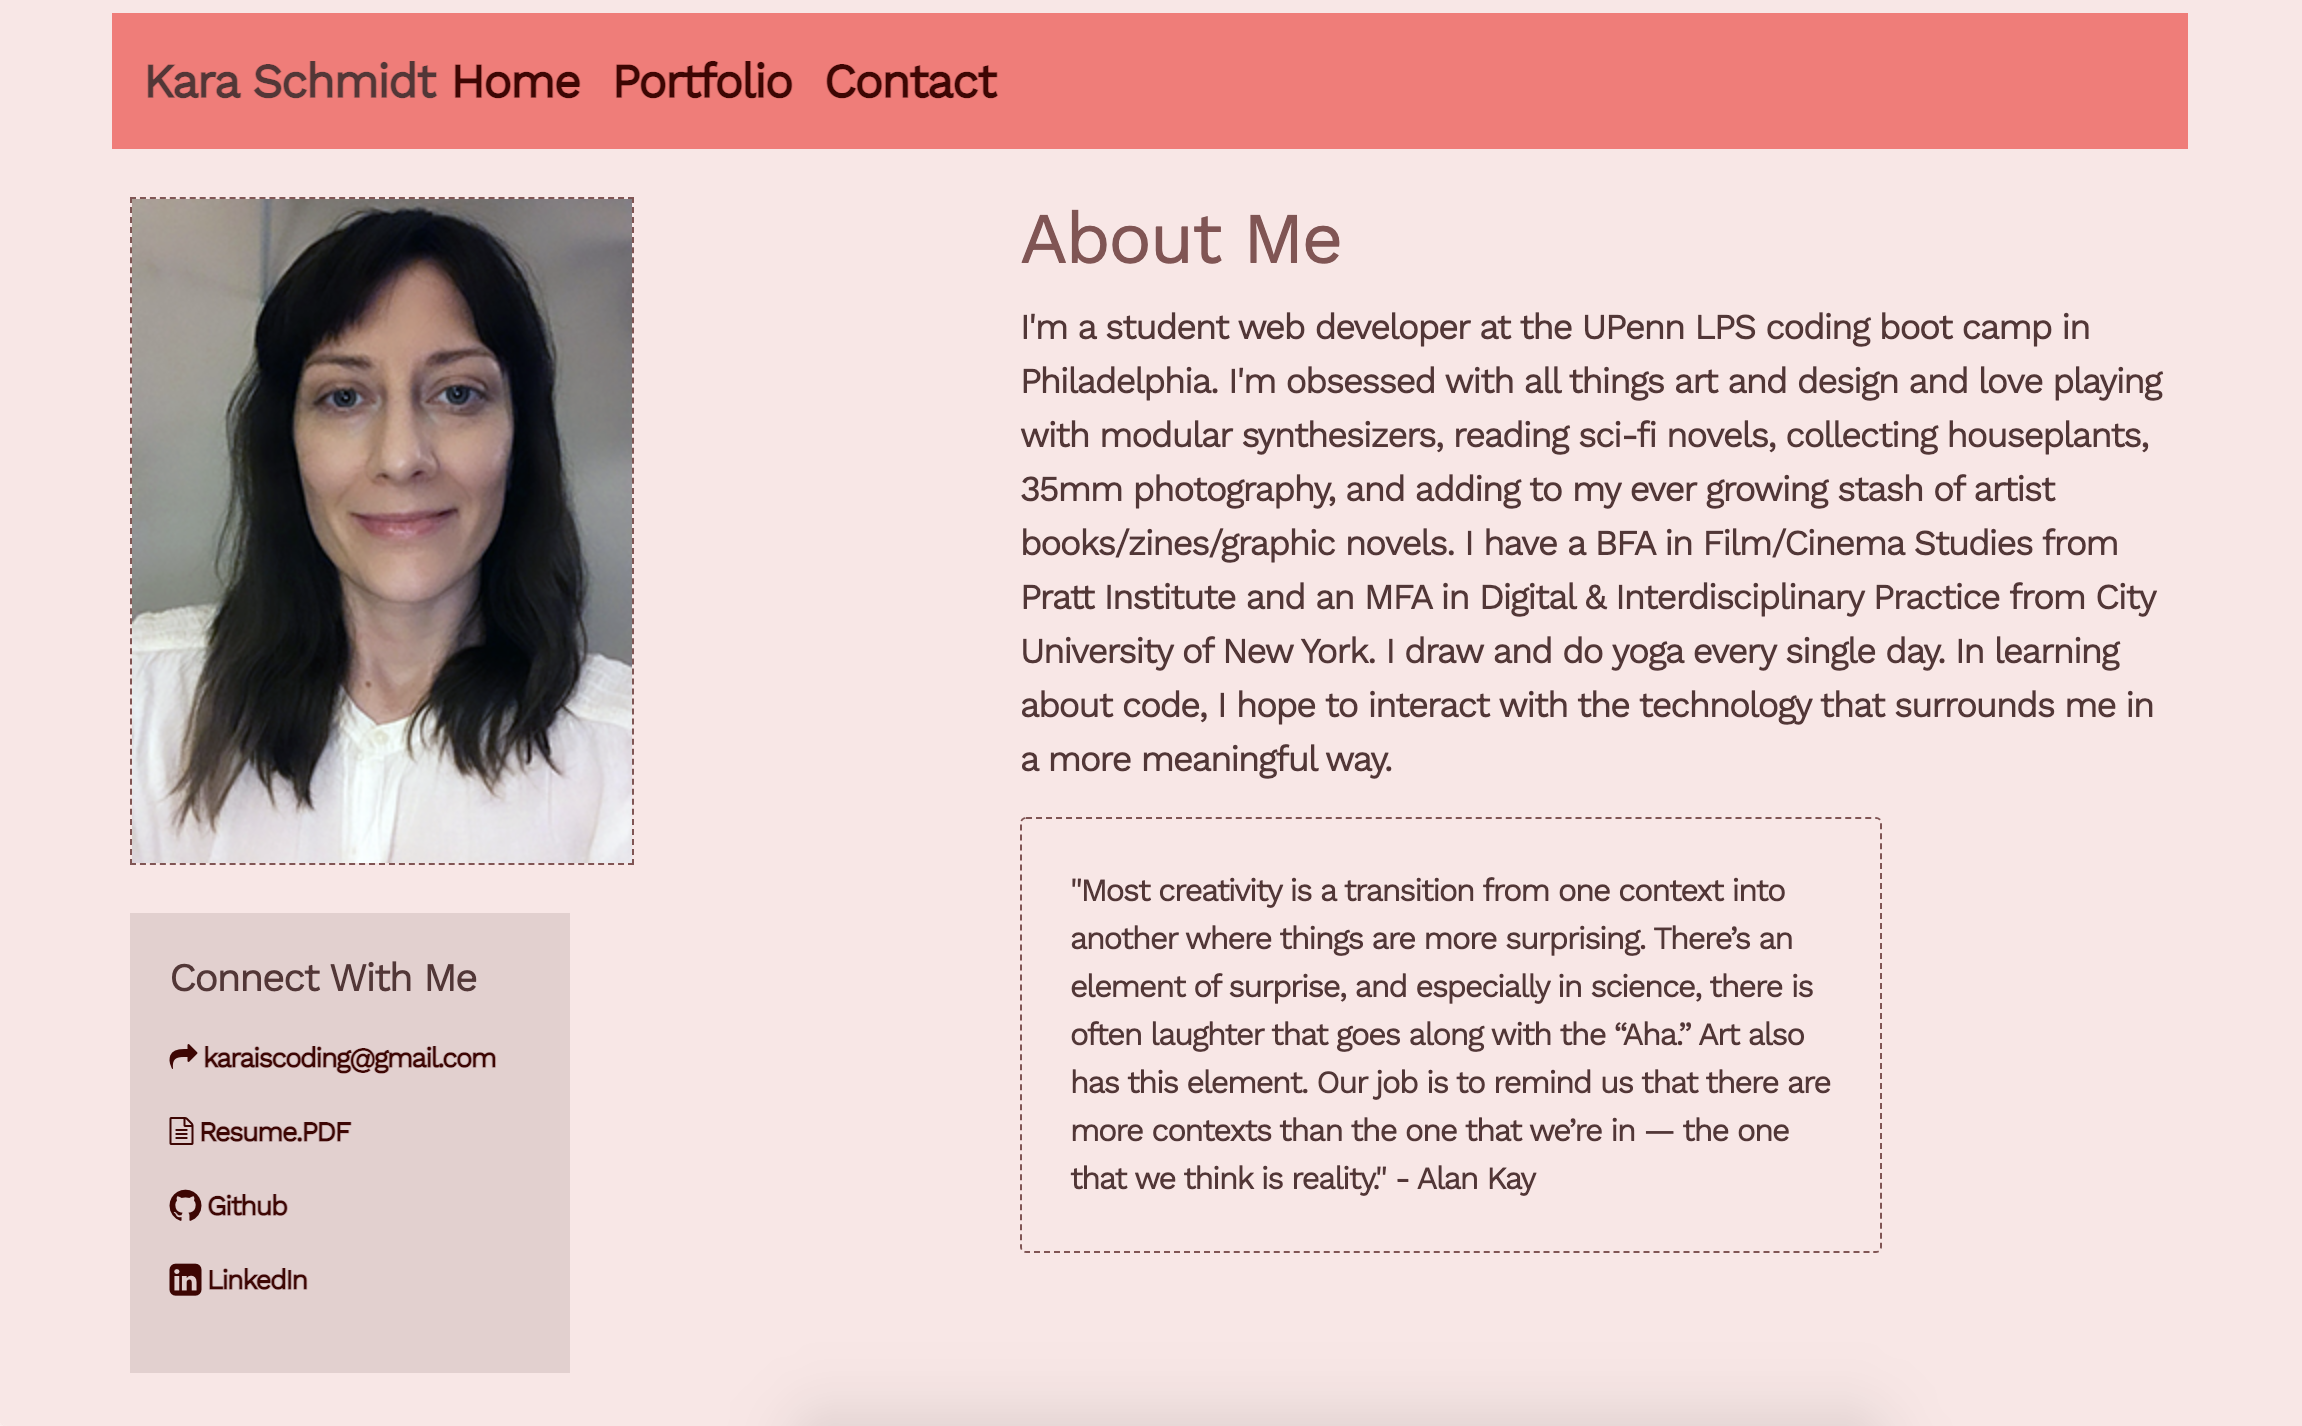 Kara Schmidt Home Portfolio Contact
About Me
I'm a student web developer at the UPenn LPS coding boot camp in
Philadelphia. I'm obsessed with all things art and design and love playing
with modular synthesizers, reading sci-fi novels, collecting houseplants,
35mm photography, and adding to my ever growing stash of artist
books/zines/graphic novels. I have a BFA in Film/Cinema Studies from
Pratt Institute and an MFA in Digital & Interdisciplinary Practice from City
University of New York. I draw and do yoga every single day. In learning
about code, I hope to interact with the technology that surrounds me in
a more meaningful way.
"Most creativity is a transition from one context into
another where things are more surprising. There’s an
element of surprise, and especially in science, there is
often laughter that goes along with the “Aha.” Art also
has this element. Our job is to remind us that there are
more contexts than the one that we’re in — the one
that we think is reality." - Alan Kay
Connect With Me
karaiscoding@gmail.com
Resume.PDF
Github
in LinkedIn